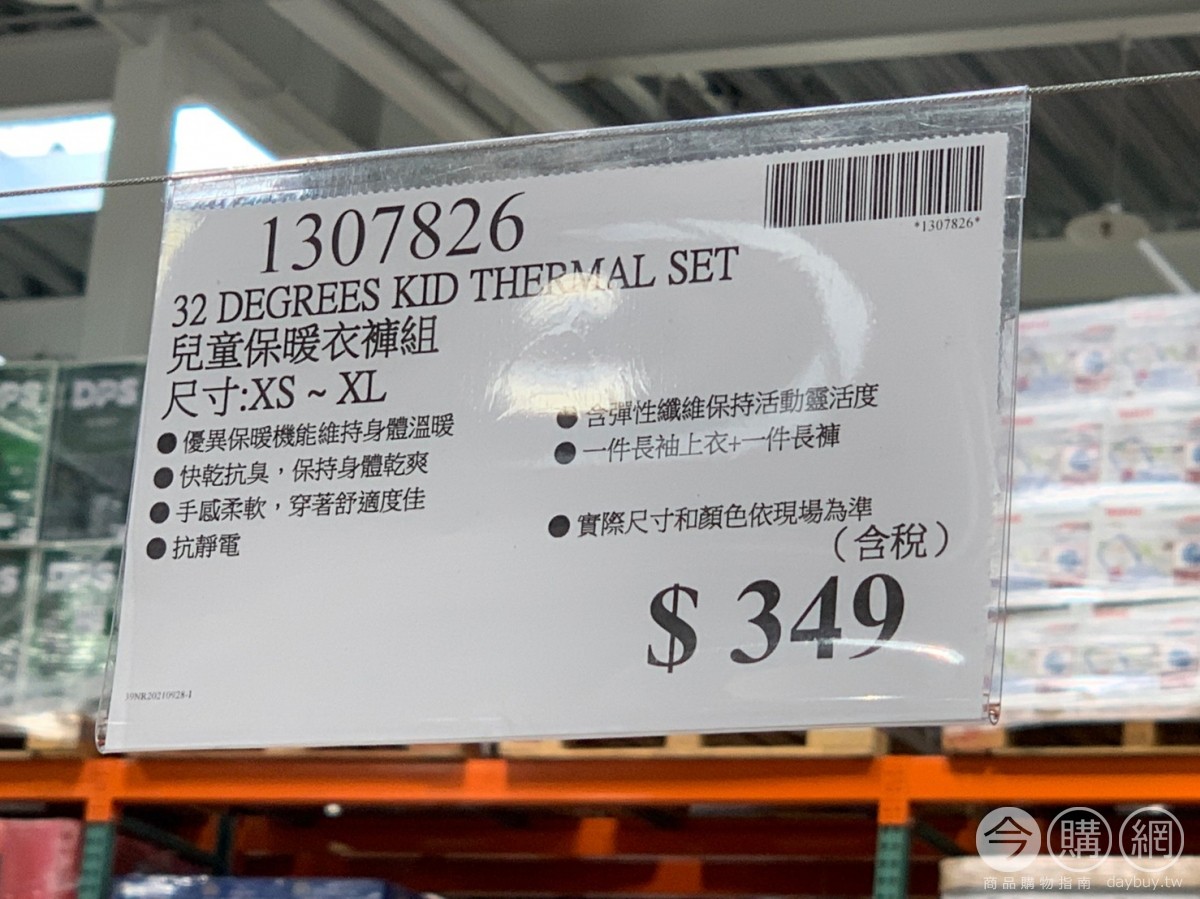 1307826
*1307826*
32 DEGREES KID THERMAL SET
兒童保暖衣褲組
尺寸:XS ~ XL
●優異保暖機能維持身體溫暖
●快乾抗臭，保持身體乾爽
●手感柔軟，穿著舒適度佳
●抗靜電
●含彈性纖維保持活動靈活度
●一件長袖上衣+一件長褲
●實際尺寸和顏色依現場為準
（含稅）
$ 349
DPS
DPS
今購網
商品購物指南 daybuy.tw